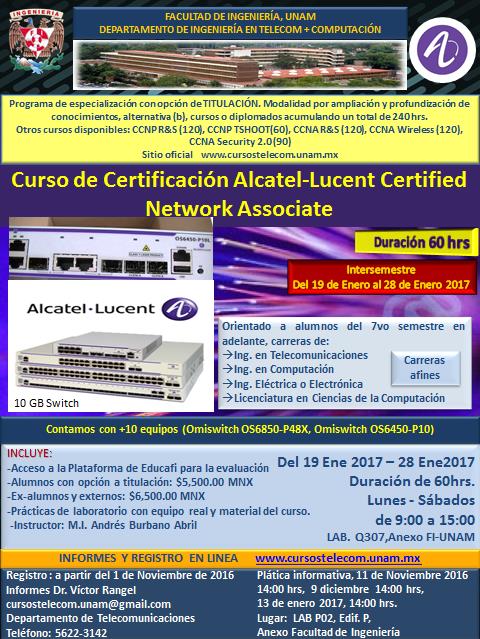 INGENIERÍA
FACULTAD DE INGENIERÍA, UNAM
DEPARTAMENTO DE INGENIERÍA EN TELECOM + COMPUTACIÓN
Programa de especialización con opción de TITULACIÓN. Modalidad por ampliación y profundización de
conocimientos, alternativa (b), cursos o diplomados acumulando un total de 240 hrs.
Otros cursos disponibles: CCNP R&S (120), CCNP TSHOOT(60), CCNA R&S (120), CCNA Wireless (120),
CCNA Security 2.0 (90)
Sitio oficial www.cursostelecom.unam.mx
Curso de Certificación Alcatel-Lucent Certified
Network Associate
OS6450-P10L
Duración 60 hrs
Intersemestre
Del 19 de Enero al 28 de Enero 2017
Alcatel·Lucent
10 GB Switch
Orientado a alumnos del 7vo semestre en
adelante, carreras de:
→Ing. en Telecomunicaciones
→Ing. en Computación
→Ing. Eléctrica o Electrónica
→Licenciatura en Ciencias de la Computación
Carreras
afines
Contamos con +10 equipos (Omiswitch OS6850-P48X, Omiswitch OS6450-P10)
INCLUYE:
-Acceso a la Plataforma de Educafi para la evaluación
-Alumnos con opción a titulación: $5,500.00 MNX
-Ex-alumnos y externos: $6,500.00 MNX
-Prácticas de laboratorio con equipo real y material del curso.
-Instructor: M.I. Andrés Burbano Abril
Del 19 Ene 2017 – 28 Ene2017
Duración de 60hrs.
Lunes - Sábados
de 9:00 a 15:00
LAB. Q307,Anexo FI-UNAM
INFORMES Y REGISTRO EN LINEA www.cursostelecom.unam.mx
Registro : a partir del 1 de Noviembre de 2016
Informes Dr. Víctor Rangel
cursostelecom.unam@gmail.com
Departamento de Telecomunicaciones
Teléfono: 5622-3142
Plática informativa, 11 de Noviembre 2016
14:00 hrs, 9 diciembre 14:00 hrs,
13 de enero 2017, 14:00 hrs.
Lugar: LAB P02, Edif. P,
Anexo Facultad de Ingeniería